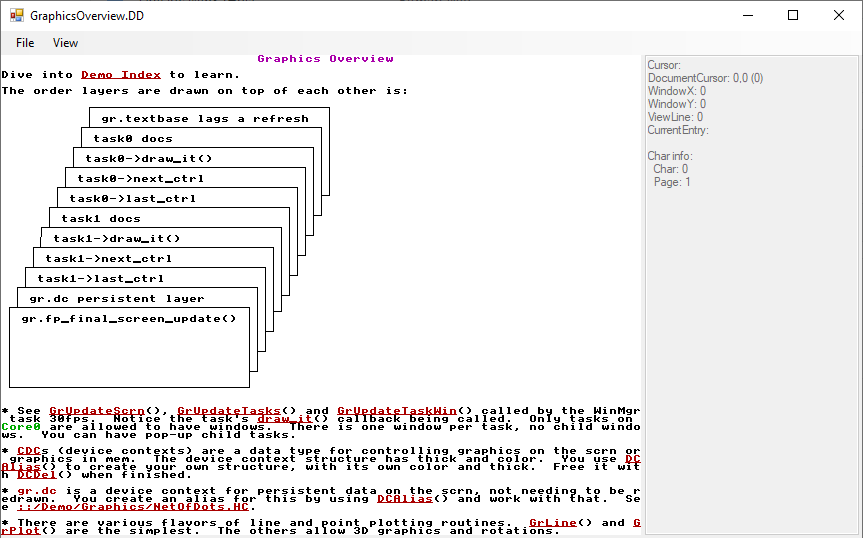 GraphicsOverview.DD
File View
Graphics Overview
Dive into Demo Index to learn.
The order layers are drawn on top of each other is:
gr.textbase lags a refresh
task0 docs
task0->draw_it()
task0->next_ctrl
task0->last_ctrl
task1 docs
task1->draw_it()
task1->next_ctrl
task1->last_ctrl
gr.dc persistent layer
gr.fp_final_screen_update()
* See GrUpdateScrn(), GrUpdateTasks() and GrUpdateTaskWin() called by the WinMgr
task 30fps. Notice the task's draw_it() callback being called. Only tasks on
Core0 are allowed to have windows. There is one window per task, no child windo
ws. You can have pop-up child tasks.
* CDCs (device contexts) are a data type for controlling graphics on the scrn or
graphics in mem. The device context structure has thick and color. You use DC
Alias() to create your own structure, with its own color and thick. Free it wit
h DCDel() when finished.
* gr.dc is a device context for persistent data on the scrn, not needing to be r
edrawn. You create an alias for this by using DCAlias() and work with that. Se
e ::/Demo/Graphics/NetOfDots.HC.
* There are various flavors of line and point plotting routines. GrLine() and G
rPlot() are the simplest. The others allow 3D graphics and rotations.
Cursor:
DocumentCursor: 0,0 (0)
WindowX: 0
WindowY: 0
ViewLine: 0
CurrentEntry:
Char info:
Char: 0
Page: 1